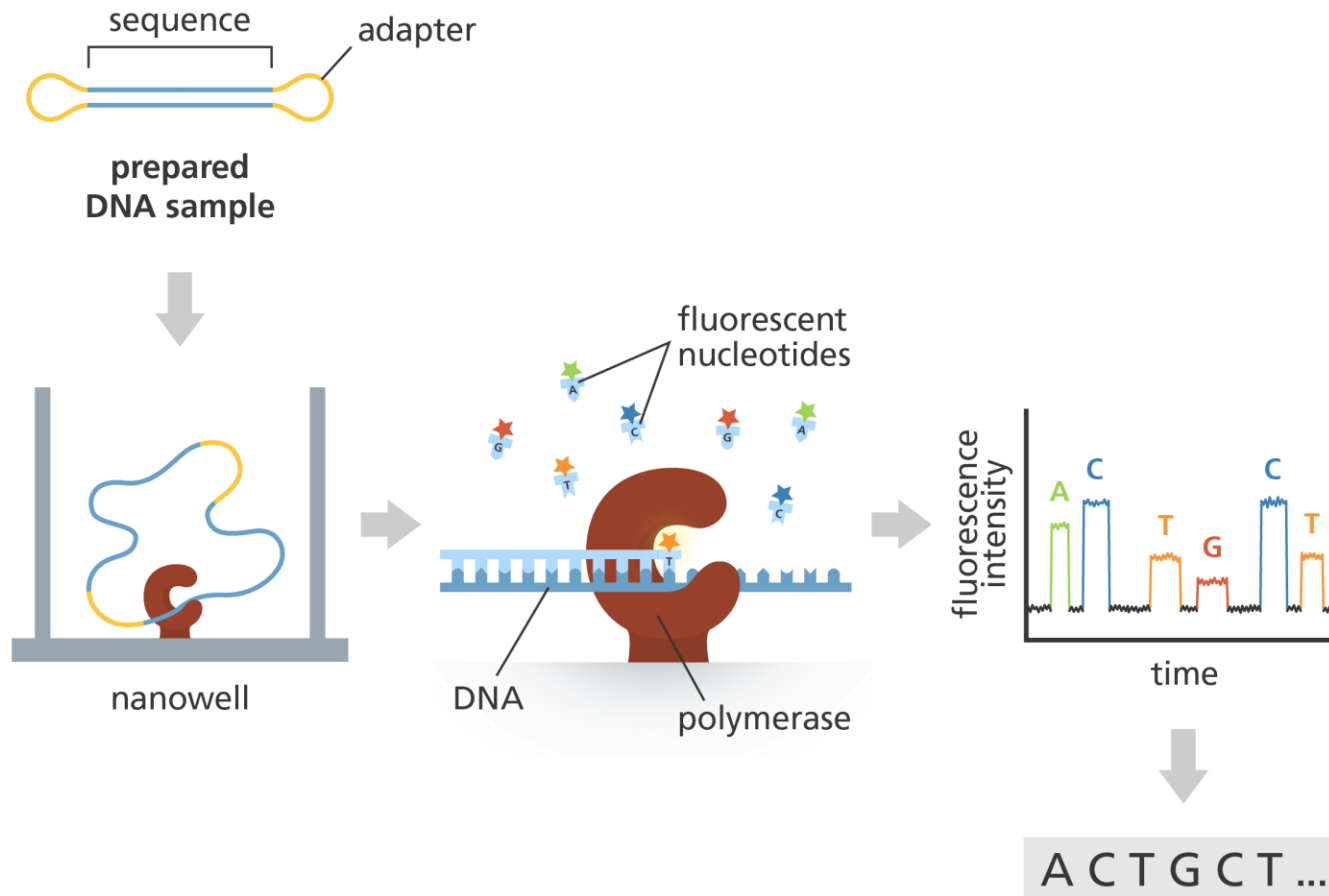 sequence
adapter
prepared
DNA sample
nanowell
fluorescent
nucleotides
A
G
C
G
A
T
C
T
DNA
polymerase
fluorescence
intensity
A
C
T
G
C
T
time
A C T G C T ...